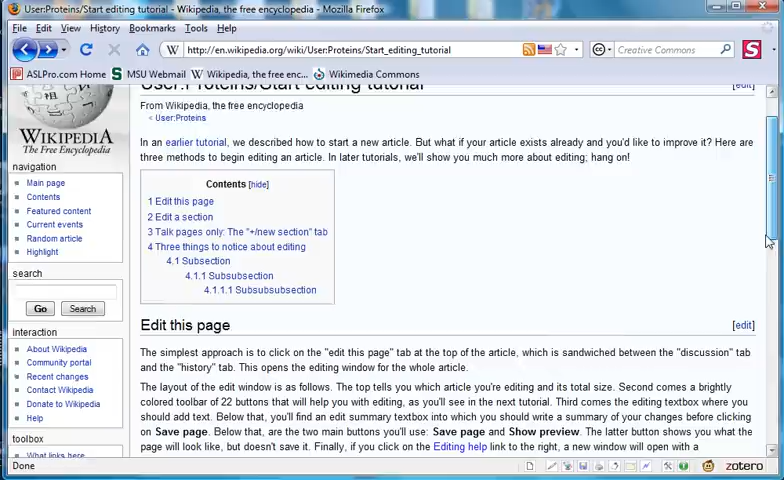 User:Proteins/Start editing tutorial - Wikipedia, the free encyclopedia - Mozilla Firefox
File Edit View History Bookmarks Tools Help
W http://en.wikipedia.org/wiki/User:Proteins/Start_editing_tutorial cc Creative Commons S
ASLPro.com Home MSU Webmail Wikipedia, the free enc... Wikimedia Commons
User:Proteins/Start editing tutorial [edit]
From Wikipedia, the free encyclopedia
< User:Proteins
WIKIPEDIA
The Free Encyclopedia
navigation
Main page
Contents
Featured content
Current events
Random article
Highlight
search
Go Search
interaction
About Wikipedia
Community portal
Recent changes
Contact Wikipedia
Donate to Wikipedia
Help
toolbox
What links here
In an earlier tutorial, we described how to start a new article. But what if your article exists already and you'd like to improve it? Here are
three methods to begin editing an article. In later tutorials, we'll show you much more about editing; hang on!
Contents [hide]
1 Edit this page
2 Edit a section
3 Talk pages only: The "+/new section" tab
4 Three things to notice about editing
4.1 Subsection
4.1.1 Subsubsection
4.1.1.1 Subsubsubsection
Edit this page [edit]
The simplest approach is to click on the "edit this page" tab at the top of the article, which is sandwiched between the "discussion" tab
and the "history" tab. This opens the editing window for the whole article.
The layout of the edit window is as follows. The top tells you which article you're editing and its total size. Second comes a brightly
colored toolbar of 22 buttons that will help you with editing, as you'll see in the next tutorial. Third comes the editing textbox where you
should add text. Below that, you'll find an edit summary textbox into which you should write a summary of your changes before clicking
on Save page. Below that, are the two main buttons you'll use: Save page and Show preview. The latter button shows you what the
page will look like, but doesn't save it. Finally, if you click on the Editing help link to the right, a new window will open with a
Done zotero